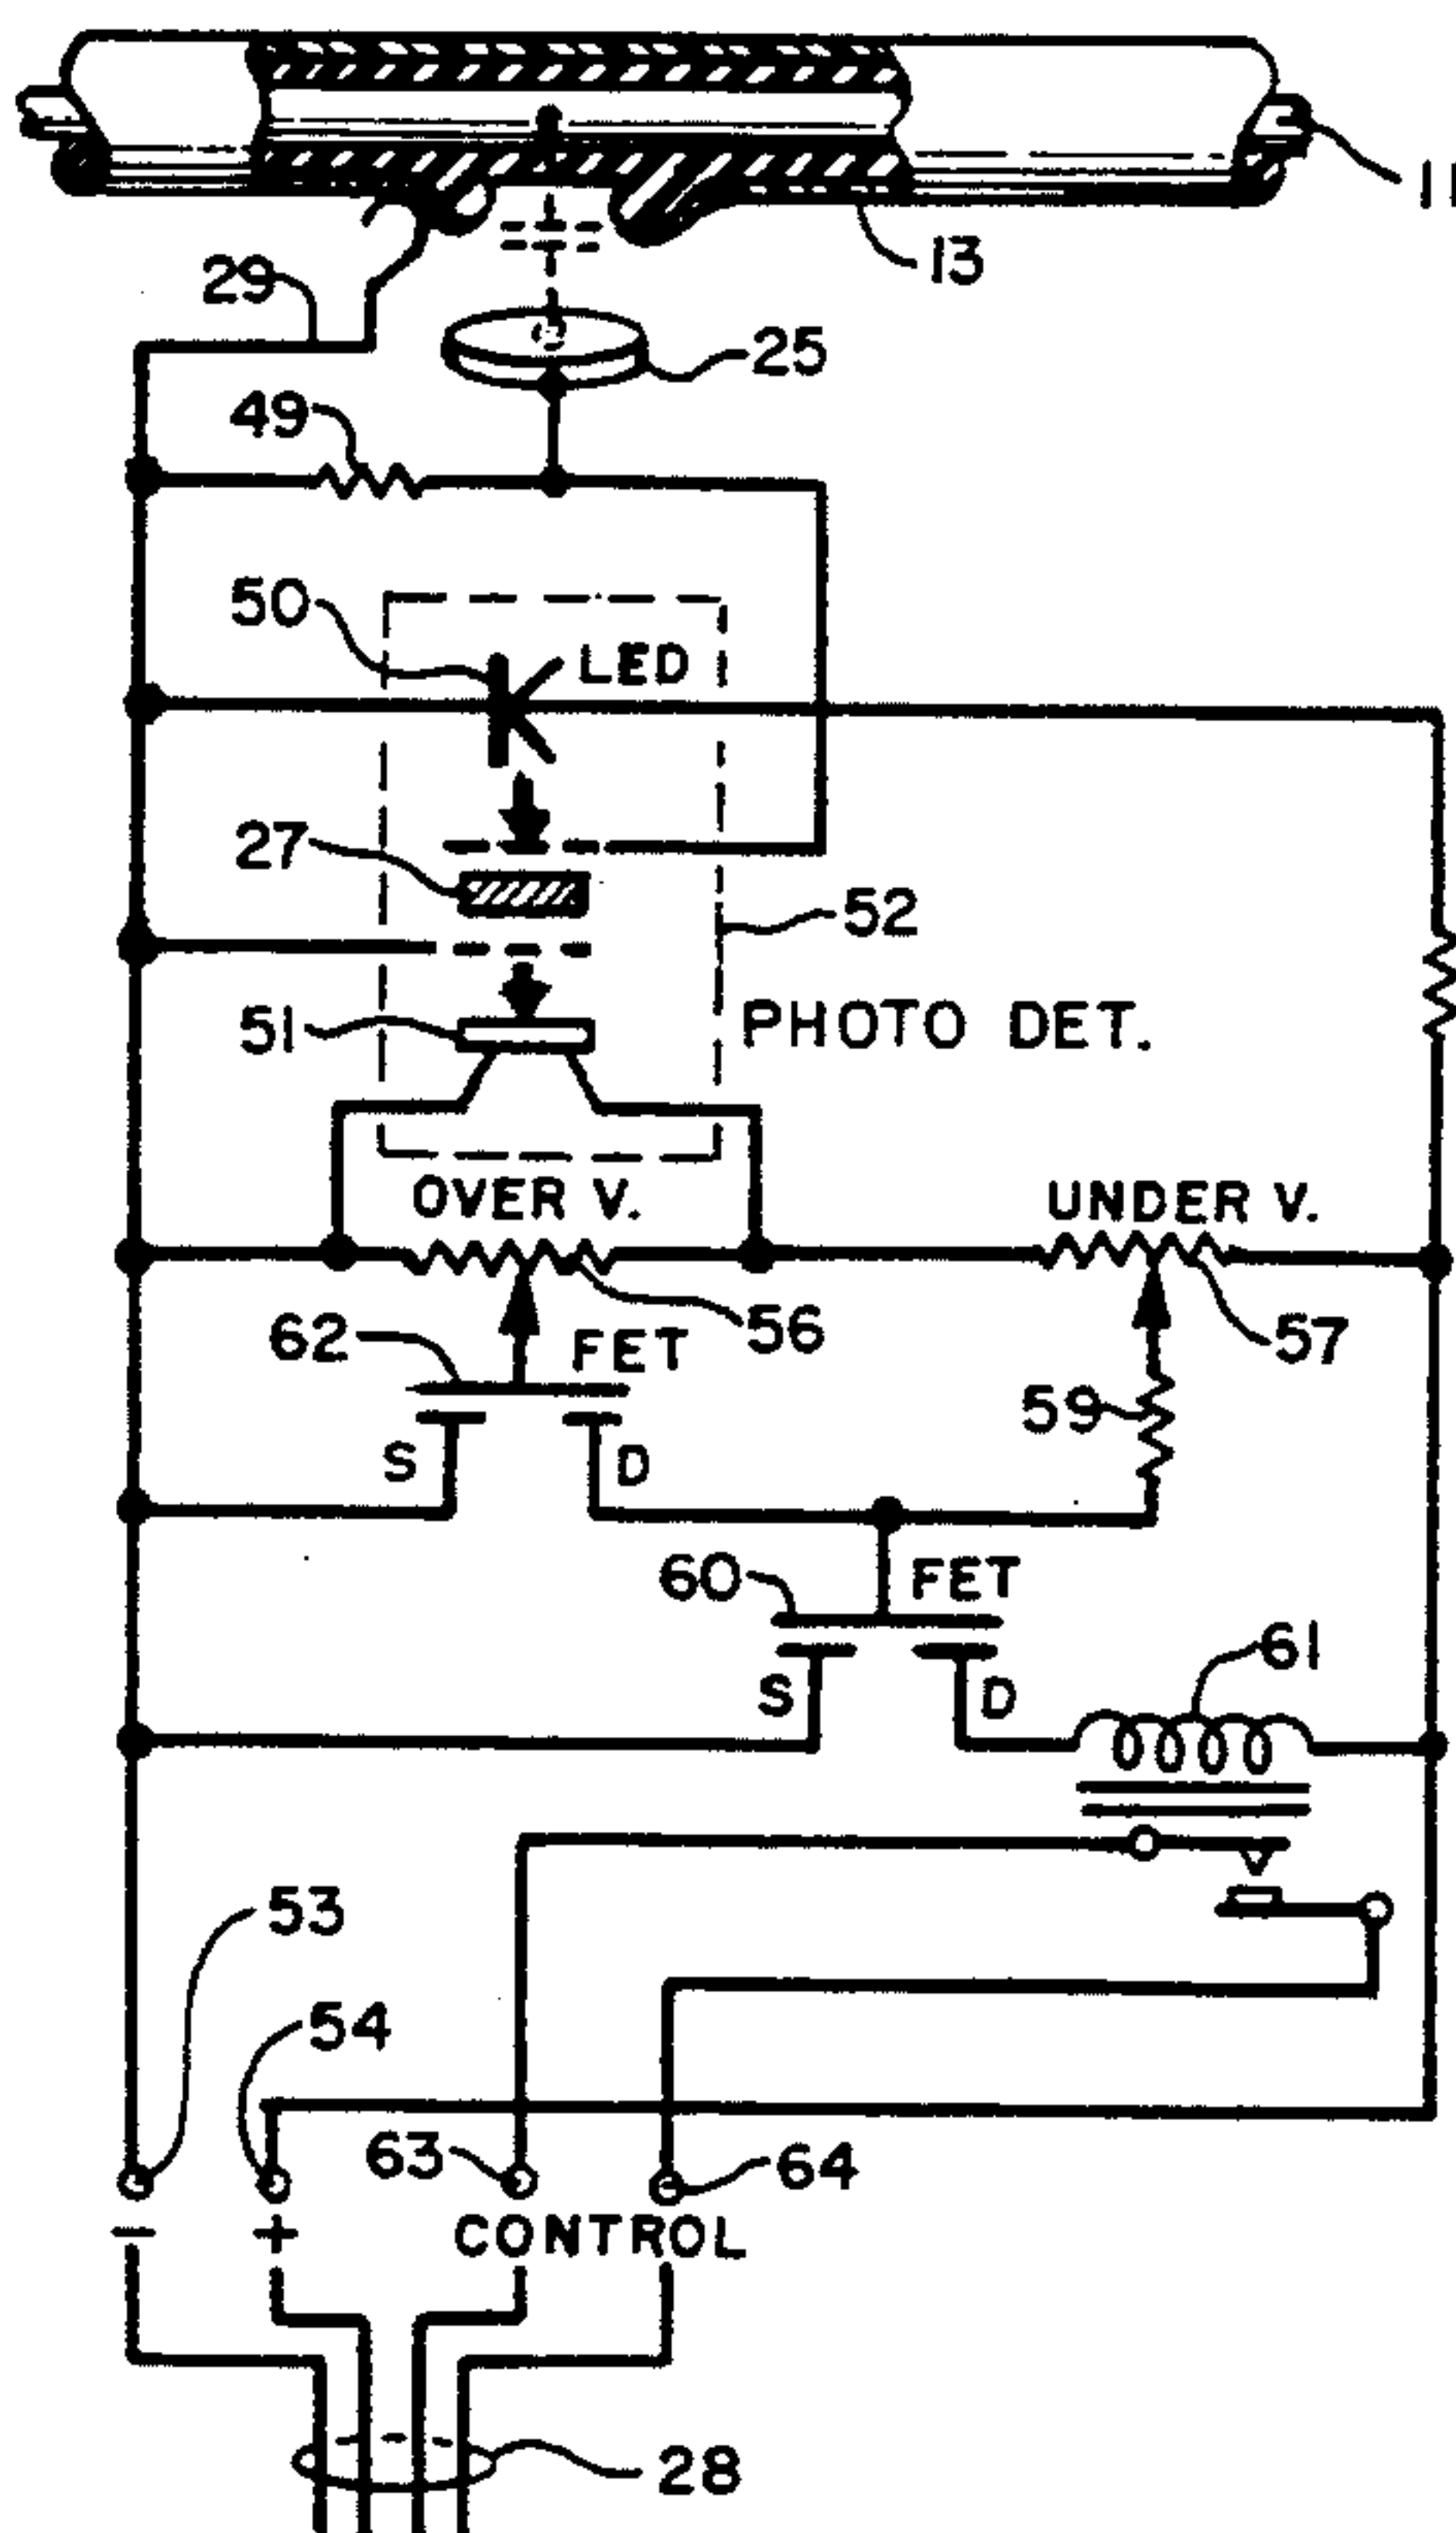 11
13
29
25
49
50
LED
27
52
51
PHOTO DET.
OVER V.
UNDER V.
62
FET
56
57
59
S
D
60
FET
61
S
D
53
54
63
64
-
+
CONTROL
28